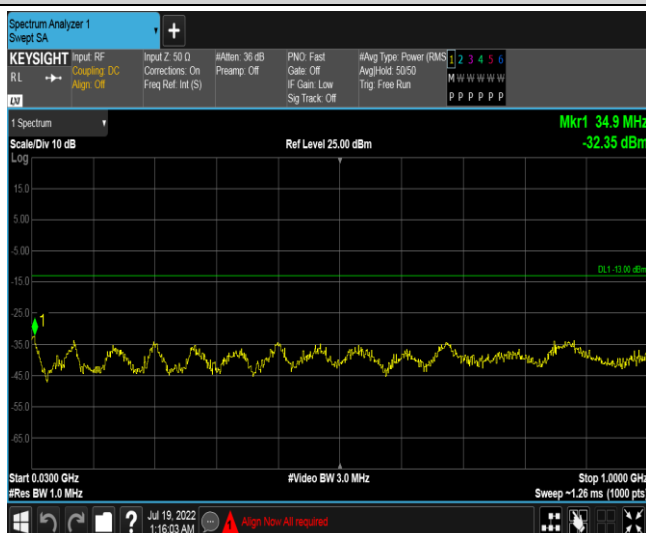 Spectrum Analyzer 1
Swept SA
+
KEYSIGHT
RL
LXI
Input: RF
Coupling: DC
Align: Off
Input Z: 50 Ω
Corrections: On
Freq Ref: Int (S)
#Atten: 36 dB
Preamp: Off
PNO: Fast
Gate: Off
IF Gain: Low
Sig Track: Off
#Avg Type: Power (RMS
Avg|Hold: 50/50
Trig: Free Run
1 2 3 4 5 6
M W W W W W
P P P P P P
1 Spectrum
Scale/Div 10 dB
Log
Ref Level 25.00 dBm
Mkr1 34.9 MHz
-32.35 dBm
15.0
5.00
-5.00
-15.0
-25.0
-35.0
-45.0
-55.0
-65.0
DL1 -13.00 dBm
1
Start 0.0300 GHz
#Res BW 1.0 MHz
#Video BW 3.0 MHz
Stop 1.0000 GHz
Sweep ~1.26 ms (1000 pts)
?
Jul 19, 2022
1:16:03 AM
Align Now All required